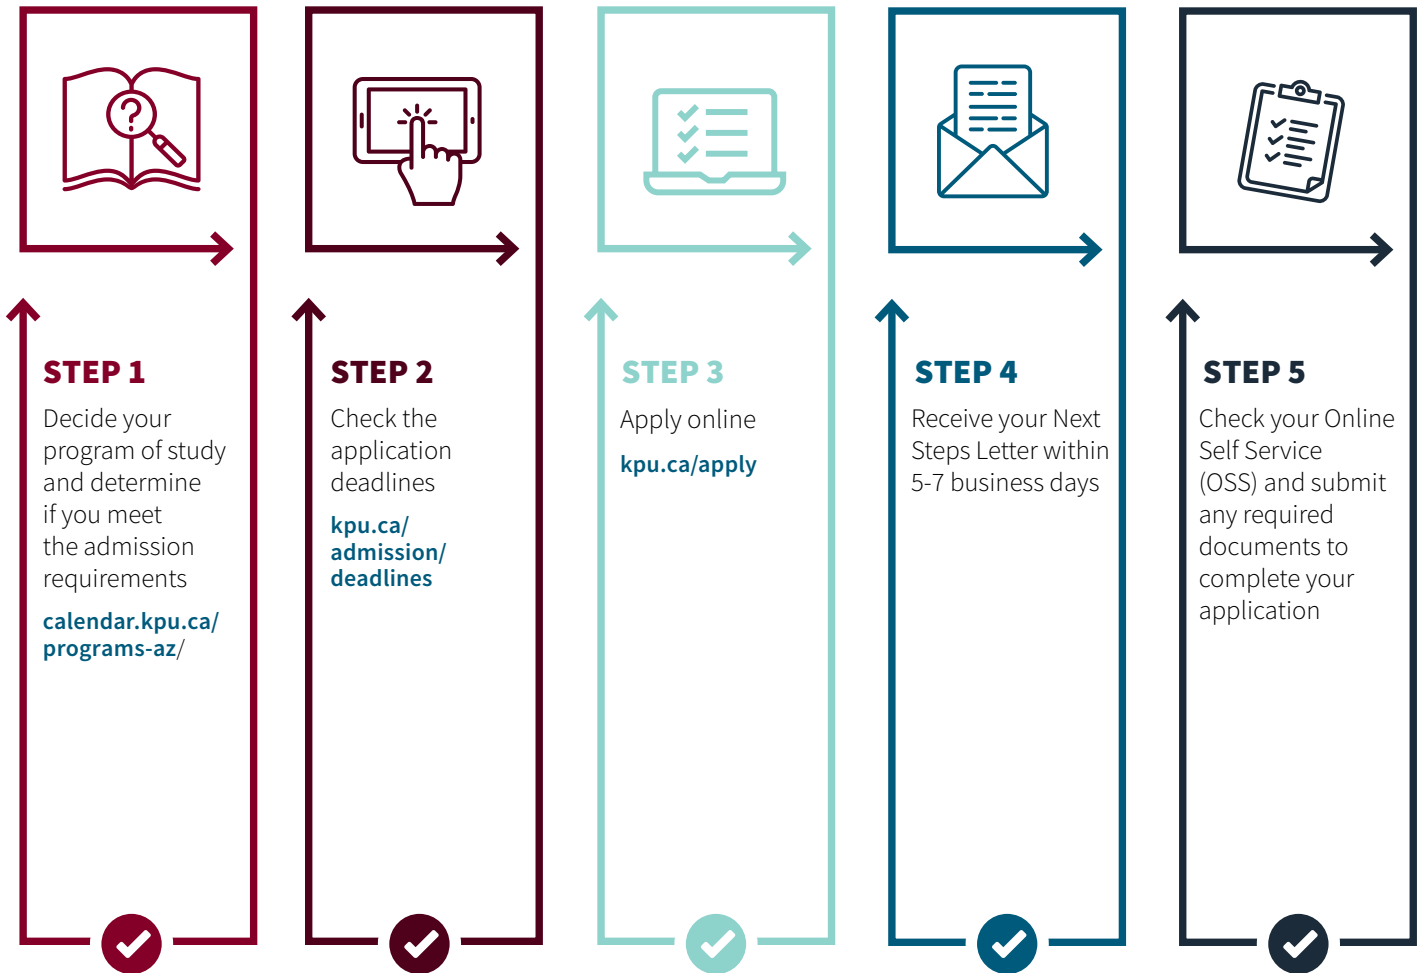 STEP 1
Decide your
program of study
and determine
if you meet
the admission
requirements
calendar.kpu.ca/
programs-az/
STEP 2
Check the
application
deadlines
kpu.ca/
admission/
deadlines
STEP 3
Apply online
kpu.ca/apply
STEP 4
Receive your Next
Steps Letter within
5-7 business days
STEP 5
Check your Online
Self Service
(OSS) and submit
any required
documents to
complete your
application